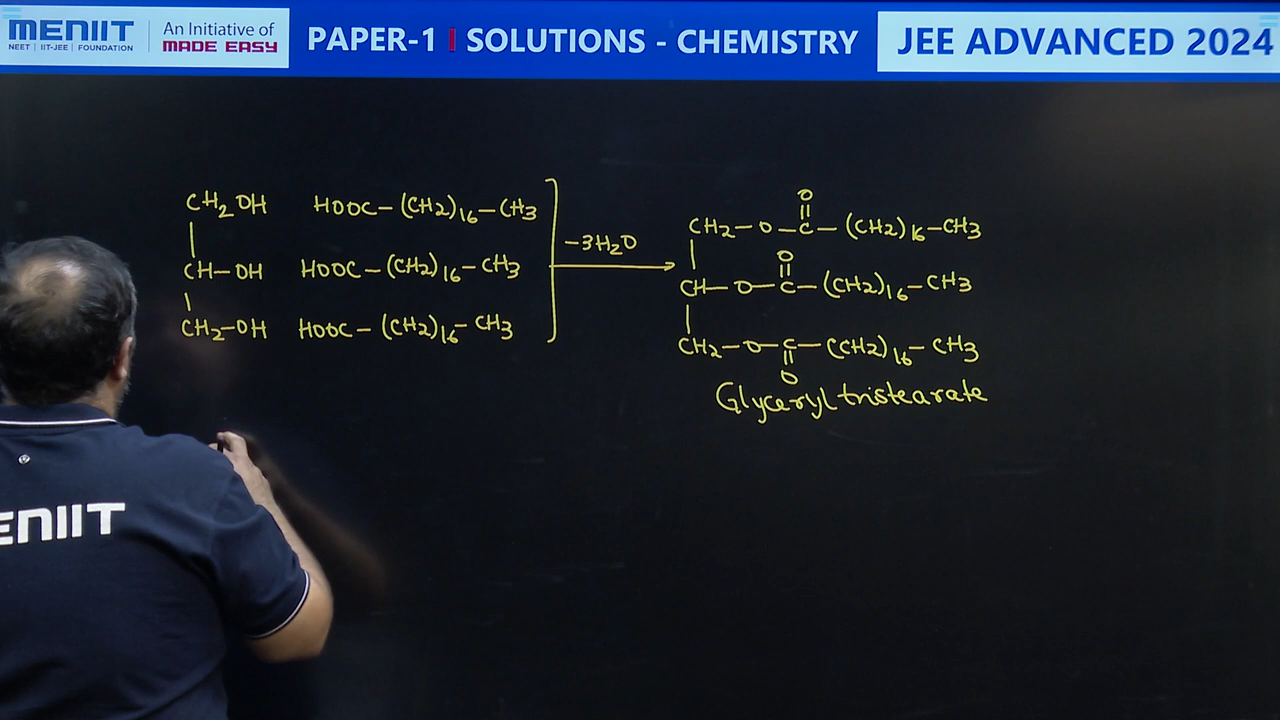 MENIIT
NEET | IIT-JEE | FOUNDATION
An Initiative of
MADE EASY
PAPER-1 | SOLUTIONS - CHEMISTRY
JEE ADVANCED 2024
CH2OH HOOC-(CH2)16-CH3
CH-OH HOOC-(CH2)16-CH3
CH2-OH HOOC-(CH2)16-CH3
-3H2O
O
||
CH2-O-C-(CH2)16-CH3
O
||
CH-O-C-(CH2)16-CH3
CH2-O-C-(CH2)16-CH3
||
O
Glyceryl tristearate
ENIIT